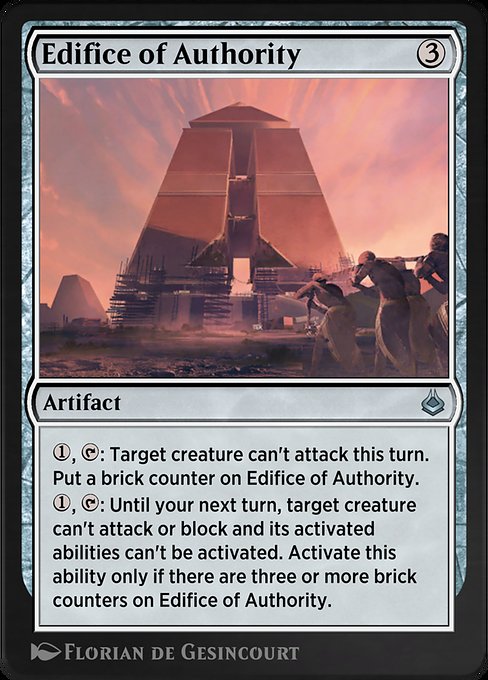 Edifice of Authority 3
Artifact
1, : Target creature can't attack this turn.
Put a brick counter on Edifice of Authority.
1, : Until your next turn, target creature
can't attack or block and its activated
abilities can't be activated. Activate this
ability only if there are three or more brick
counters on Edifice of Authority.
Florian de Gesincourt